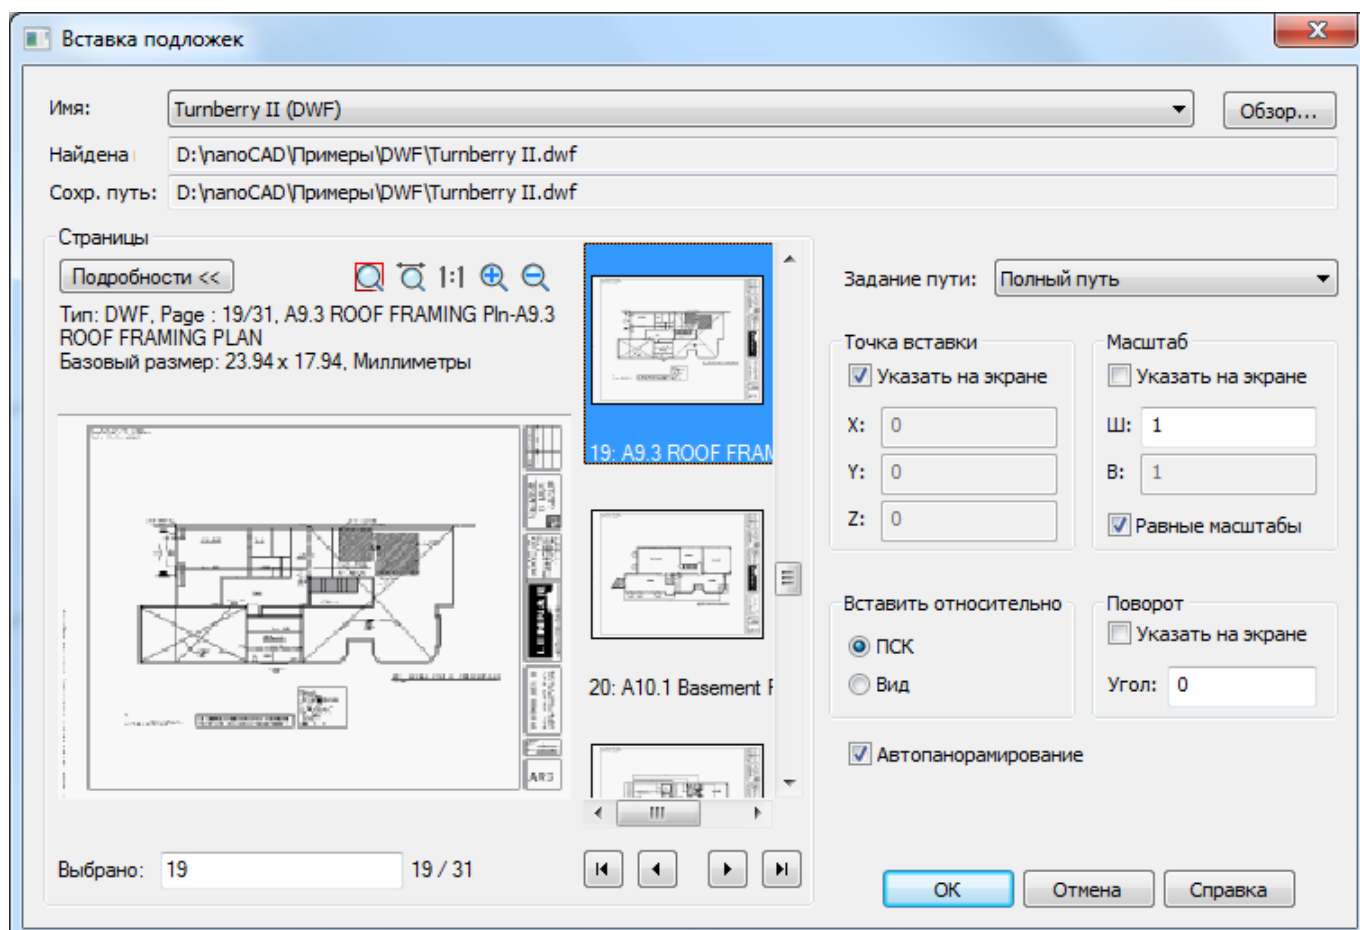 Вставка подложек
Имя: Turnberry II (DWF) Обзор...
Найдена D:\nanoCAD\Примеры\DWF\Turnberry II.dwf
Сохр. путь: D:\nanoCAD\Примеры\DWF\Turnberry II.dwf
Страницы
Подробности << 1:1
Тип: DWF, Page : 19/31, A9.3 ROOF FRAMING Pln-A9.3
ROOF FRAMING PLAN
Базовый размер: 23.94 x 17.94, Миллиметры
LENNAR
19: A9.3 ROOF FRAM
20: A10.1 Basement F
Выбрано: 19 19 / 31
Задание пути: Полный путь
Точка вставки
Указать на экране
X: 0
Y: 0
Z: 0
Масштаб
Указать на экране
Ш: 1
В: 1
Равные масштабы
Вставить относительно
ПСК
Вид
Поворот
Указать на экране
Угол: 0
Автопанорамирование
OK Отмена Справка